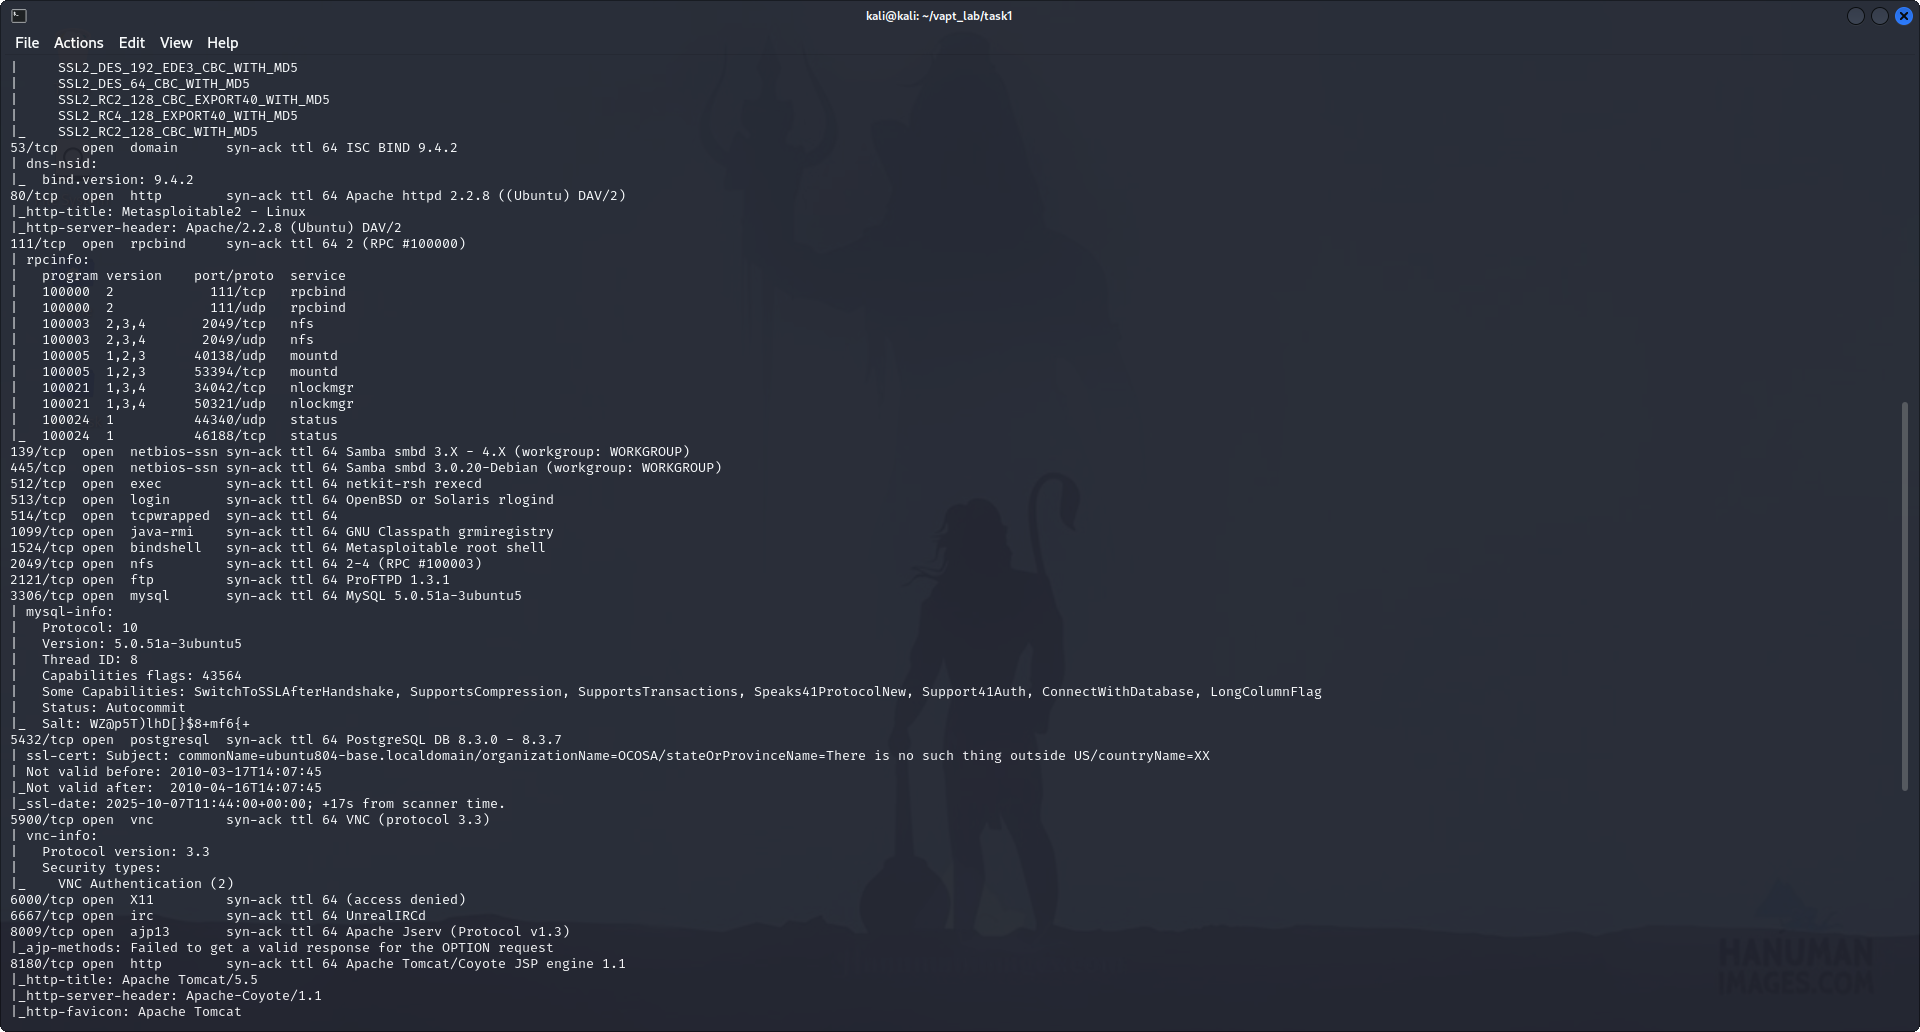 kali@kali: ~/vapt_lab/task1
File Actions Edit View Help
|     SSL2_DES_192_EDE3_CBC_WITH_MD5
|     SSL2_DES_64_CBC_WITH_MD5
|     SSL2_RC2_128_CBC_EXPORT40_WITH_MD5
|     SSL2_RC4_128_EXPORT40_WITH_MD5
|_    SSL2_RC2_128_CBC_WITH_MD5
53/tcp   open  domain      syn-ack ttl 64 ISC BIND 9.4.2
| dns-nsid:
|_  bind.version: 9.4.2
80/tcp   open  http        syn-ack ttl 64 Apache httpd 2.2.8 ((Ubuntu) DAV/2)
|_http-title: Metasploitable2 - Linux
|_http-server-header: Apache/2.2.8 (Ubuntu) DAV/2
111/tcp  open  rpcbind     syn-ack ttl 64 2 (RPC #100000)
| rpcinfo:
|   program version    port/proto  service
|   100000  2            111/tcp   rpcbind
|   100000  2            111/udp   rpcbind
|   100003  2,3,4       2049/tcp   nfs
|   100003  2,3,4       2049/udp   nfs
|   100005  1,2,3      40138/udp   mountd
|   100005  1,2,3      53394/tcp   mountd
|   100021  1,3,4      34042/tcp   nlockmgr
|   100021  1,3,4      50321/udp   nlockmgr
|   100024  1          44340/udp   status
|_  100024  1          46188/tcp   status
139/tcp  open  netbios-ssn syn-ack ttl 64 Samba smbd 3.X - 4.X (workgroup: WORKGROUP)
445/tcp  open  netbios-ssn syn-ack ttl 64 Samba smbd 3.0.20-Debian (workgroup: WORKGROUP)
512/tcp  open  exec        syn-ack ttl 64 netkit-rsh rexecd
513/tcp  open  login       syn-ack ttl 64 OpenBSD or Solaris rlogind
514/tcp  open  tcpwrapped  syn-ack ttl 64
1099/tcp open  java-rmi    syn-ack ttl 64 GNU Classpath grmiregistry
1524/tcp open  bindshell   syn-ack ttl 64 Metasploitable root shell
2049/tcp open  nfs         syn-ack ttl 64 2-4 (RPC #100003)
2121/tcp open  ftp         syn-ack ttl 64 ProFTPD 1.3.1
3306/tcp open  mysql       syn-ack ttl 64 MySQL 5.0.51a-3ubuntu5
| mysql-info:
|   Protocol: 10
|   Version: 5.0.51a-3ubuntu5
|   Thread ID: 8
|   Capabilities flags: 43564
|   Some Capabilities: SwitchToSSLAfterHandshake, SupportsCompression, SupportsTransactions, Speaks41ProtocolNew, Support41Auth, ConnectWithDatabase, LongColumnFlag
|   Status: Autocommit
|_  Salt: WZ@p5T)lhD[}$8+mf6{+
5432/tcp open  postgresql  syn-ack ttl 64 PostgreSQL DB 8.3.0 - 8.3.7
| ssl-cert: Subject: commonName=ubuntu804-base.localdomain/organizationName=OCOSA/stateOrProvinceName=There is no such thing outside US/countryName=XX
| Not valid before: 2010-03-17T14:07:45
|_Not valid after:  2010-04-16T14:07:45
|_ssl-date: 2025-10-07T11:44:00+00:00; +17s from scanner time.
5900/tcp open  vnc         syn-ack ttl 64 VNC (protocol 3.3)
| vnc-info:
|   Protocol version: 3.3
|   Security types:
|_    VNC Authentication (2)
6000/tcp open  X11         syn-ack ttl 64 (access denied)
6667/tcp open  irc         syn-ack ttl 64 UnrealIRCd
8009/tcp open  ajp13       syn-ack ttl 64 Apache Jserv (Protocol v1.3)
|_ajp-methods: Failed to get a valid response for the OPTION request
8180/tcp open  http        syn-ack ttl 64 Apache Tomcat/Coyote JSP engine 1.1
|_http-title: Apache Tomcat/5.5
|_http-server-header: Apache-Coyote/1.1
|_http-favicon: Apache Tomcat
HANUMAN
IMAGES.COM